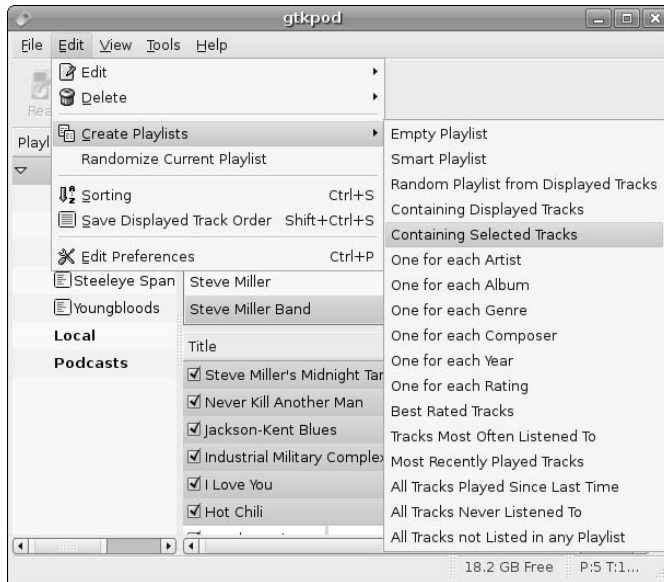 gtkpod
File Edit View Tools Help
Rea
Playl
Edit
Delete
Create Playlists
Randomize Current Playlist
Sorting Ctrl+S
Save Displayed Track Order Shift+Ctrl+S
Edit Preferences Ctrl+P
Empty Playlist
Smart Playlist
Random Playlist from Displayed Tracks
Containing Displayed Tracks
Containing Selected Tracks
One for each Artist
One for each Album
One for each Genre
One for each Composer
One for each Year
One for each Rating
Best Rated Tracks
Tracks Most Often Listened To
Most Recently Played Tracks
All Tracks Played Since Last Time
All Tracks Never Listened To
All Tracks not Listed in any Playlist
Steeleye Span
Youngbloods
Local
Podcasts
Steve Miller
Steve Miller Band
Title
Steve Miller's Midnight Tan
Never Kill Another Man
Jackson-Kent Blues
Industrial Military Complex
I Love You
Hot Chili
18.2 GB Free P:5 T:1...